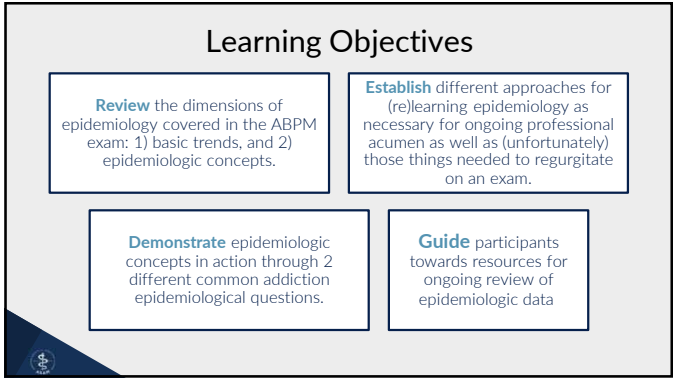 Learning Objectives
Review the dimensions of
epidemiology covered in the ABPM
exam: 1) basic trends, and 2)
epidemiologic concepts.
Establish different approaches for
(re)learning epidemiology as
necessary for ongoing professional
acumen as well as (unfortunately)
those things needed to regurgitate
on an exam.
Demonstrate epidemiologic
concepts in action through 2
different common addiction
epidemiological questions.
Guide participants
towards resources for
ongoing review of
epidemiologic data